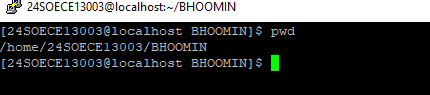 24SOECE13003@localhost:~/BHOOMIN
[24SOECE13003@localhost BHOOMIN]$ pwd
/home/24SOECE13003/BHOOMIN
[24SOECE13003@localhost BHOOMIN]$